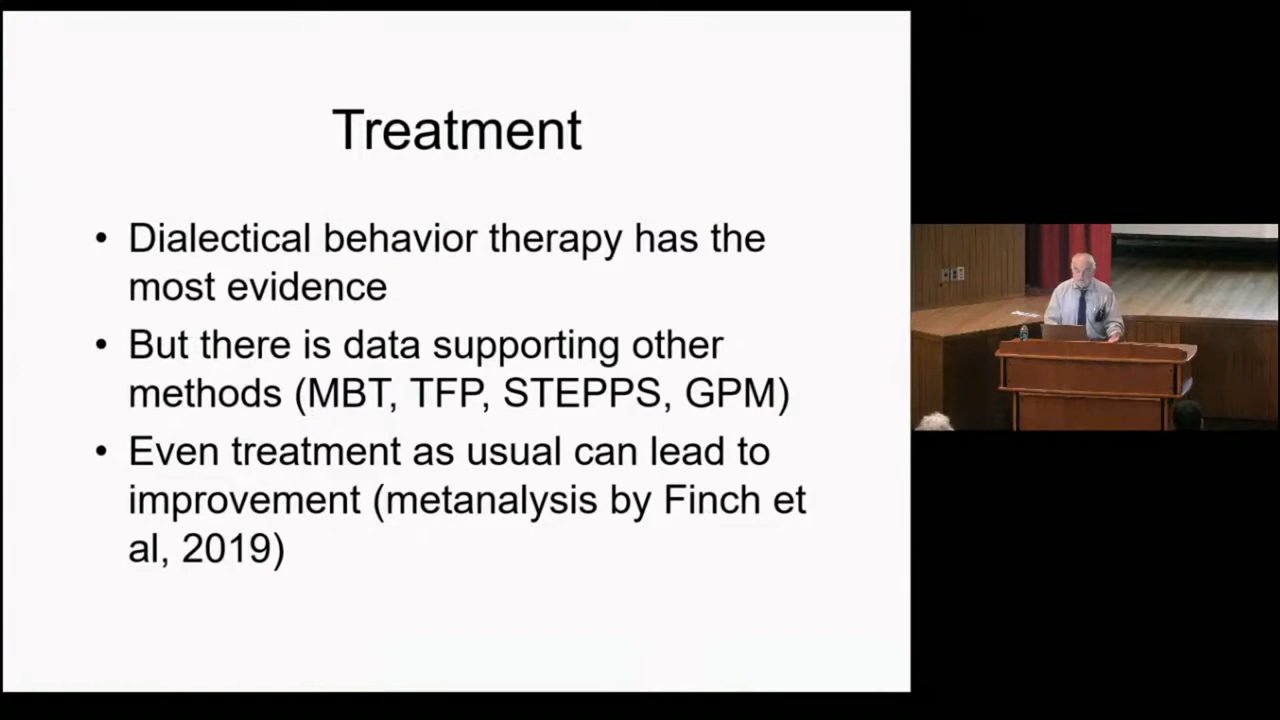 Treatment
• Dialectical behavior therapy has the
most evidence
• But there is data supporting other
methods (MBT, TFP, STEPPS, GPM)
• Even treatment as usual can lead to
improvement (metanalysis by Finch et
al, 2019)